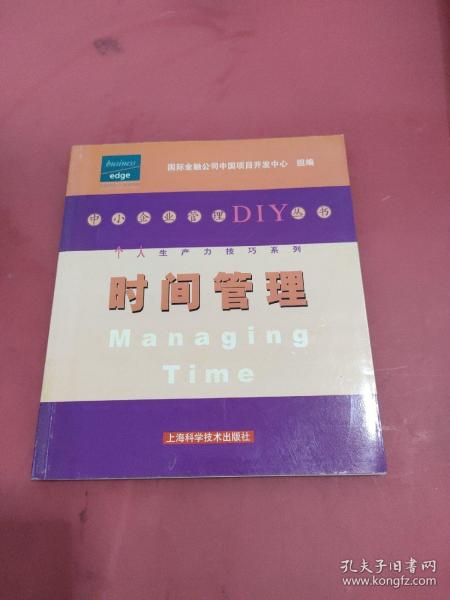 business
edge
国际金融公司中国项目开发中心 组编
中小企业管理DIY丛书
个人生产力技巧系列
时间管理
Managing
Time
上海科学技术出版社
孔夫子旧书网
www.kongfz.com